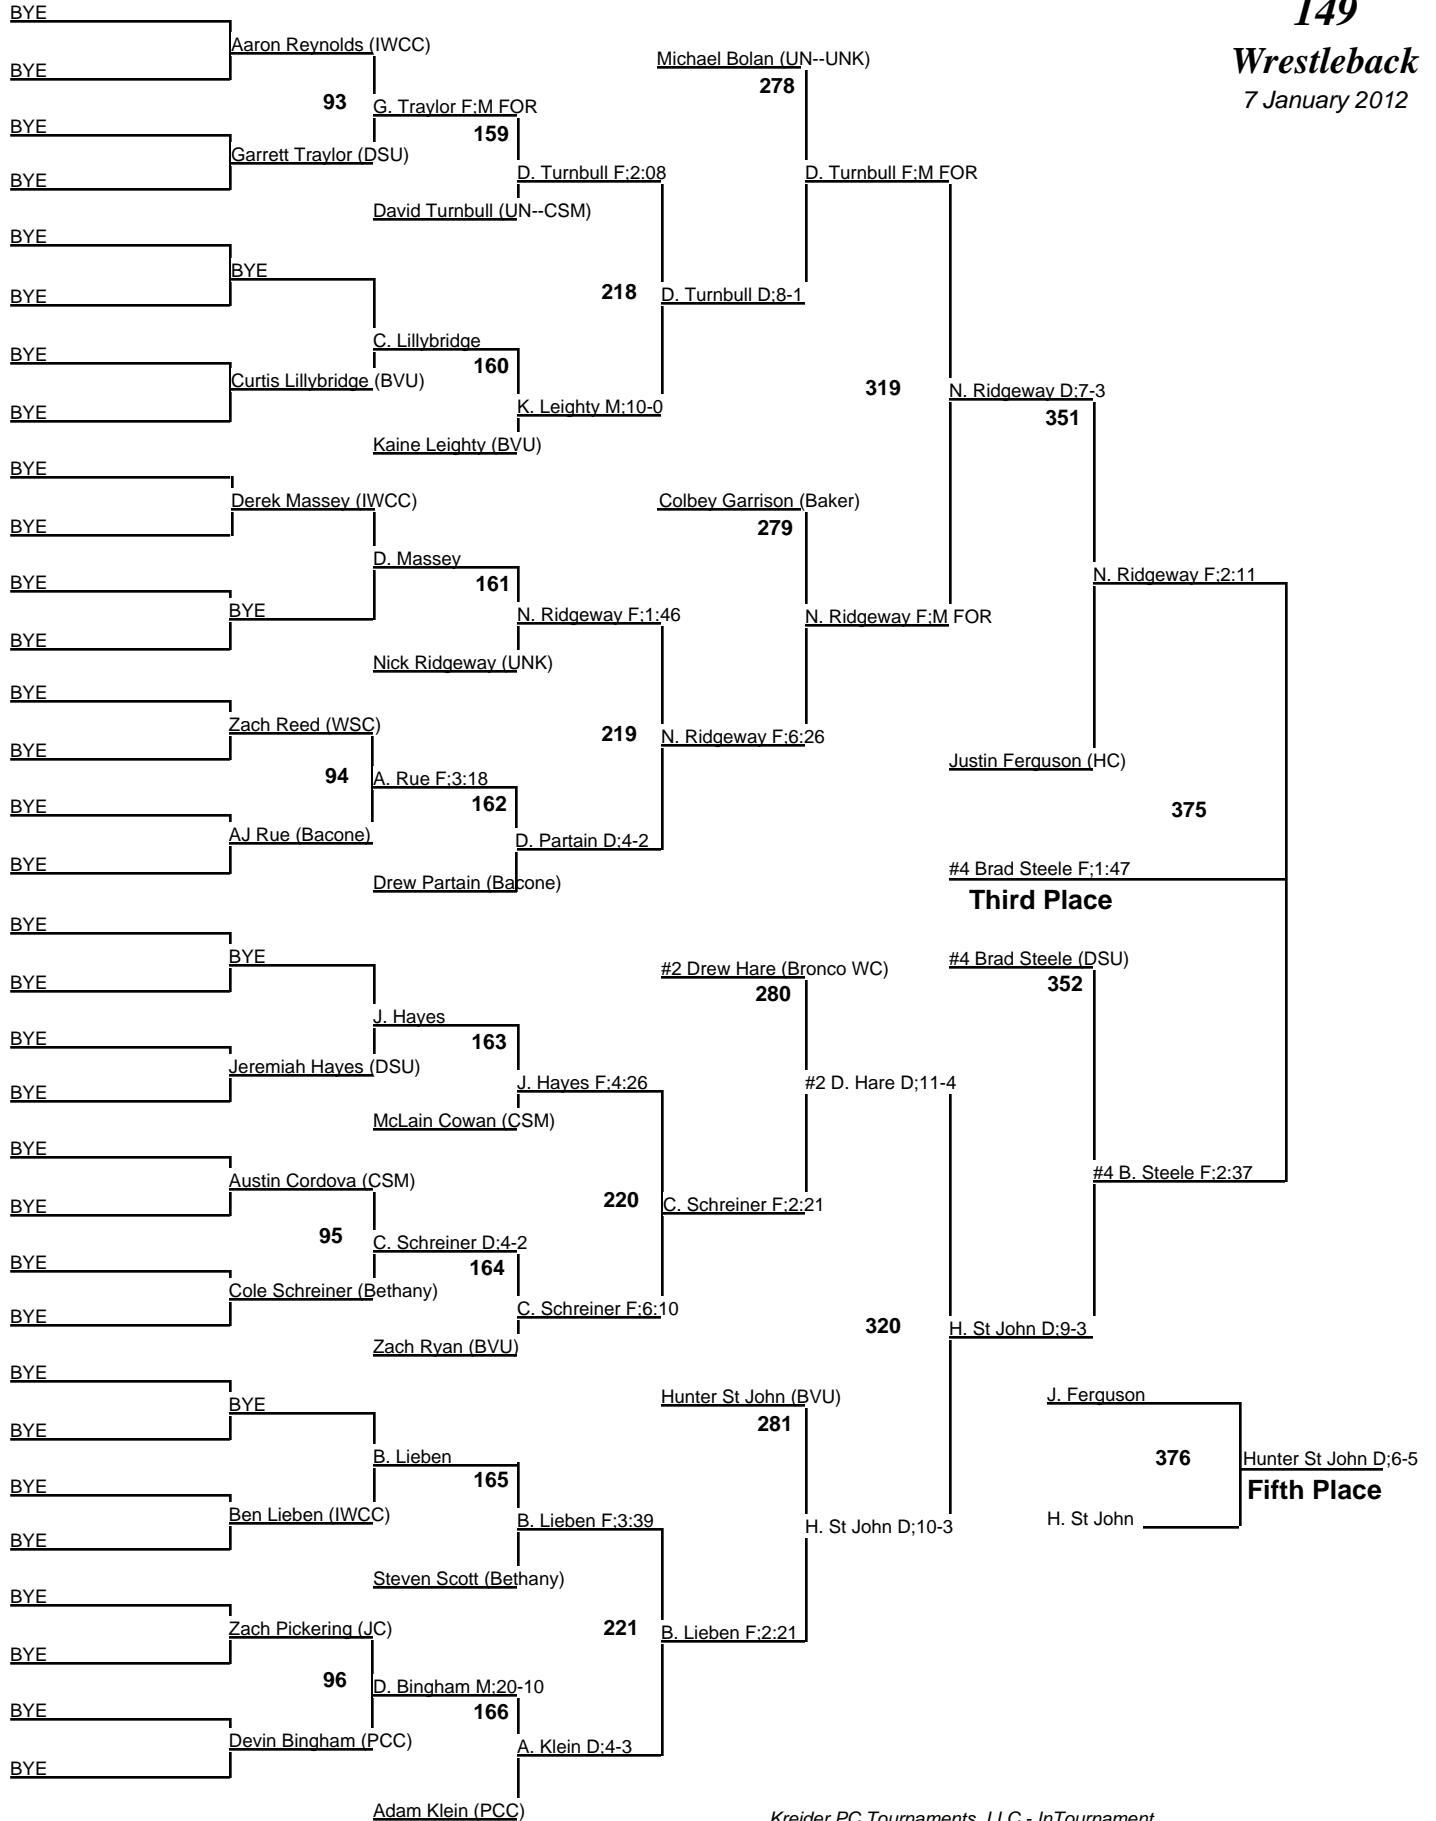 149
Wrestleback
7 January 2012
BYE
Aaron Reynolds (IWCC)
BYE
93
G. Traylor F;M FOR
BYE
Garrett Traylor (DSU)
BYE
159
D. Turnbull F;2:08
David Turnbull (UN--CSM)
BYE
BYE
BYE
C. Lillybridge
BYE
Curtis Lillybridge (BVU)
BYE
160
K. Leighty M;10-0
Kaine Leighty (BVU)
218
D. Turnbull D;8-1
Michael Bolan (UN--UNK)
278
D. Turnbull F;M FOR
BYE
Derek Massey (IWCC)
BYE
D. Massey
BYE
BYE
BYE
161
N. Ridgeway F;1:46
Nick Ridgeway (UNK)
BYE
Zach Reed (WSC)
BYE
94
A. Rue F;3:18
BYE
AJ Rue (Bacone)
BYE
162
D. Partain D;4-2
Drew Partain (Bacone)
219
N. Ridgeway F;6:26
Colbey Garrison (Baker)
279
N. Ridgeway F;M FOR
319
N. Ridgeway D;7-3
351
N. Ridgeway F;2:11
Justin Ferguson (HC)
375
#4 Brad Steele F;1:47
Third Place
BYE
BYE
BYE
J. Hayes
BYE
Jeremiah Hayes (DSU)
BYE
163
J. Hayes F;4:26
McLain Cowan (CSM)
BYE
Austin Cordova (CSM)
BYE
95
C. Schreiner D;4-2
BYE
Cole Schreiner (Bethany)
BYE
164
C. Schreiner F;6:10
Zach Ryan (BVU)
220
C. Schreiner F;2:21
#2 Drew Hare (Bronco WC)
280
#2 D. Hare D;11-4
#4 Brad Steele (DSU)
352
#4 B. Steele F;2:37
320
H. St John D;9-3
BYE
BYE
BYE
B. Lieben
BYE
Ben Lieben (IWCC)
BYE
165
B. Lieben F;3:39
Steven Scott (Bethany)
BYE
Zach Pickering (JC)
BYE
96
D. Bingham M;20-10
BYE
Devin Bingham (PCC)
BYE
166
A. Klein D;4-3
Adam Klein (PCC)
221
B. Lieben F;2:21
Hunter St John (BVU)
281
H. St John D;10-3
J. Ferguson
376
Hunter St John D;6-5
Fifth Place
H. St John
Kreider PC Tournaments, LLC - InTournament